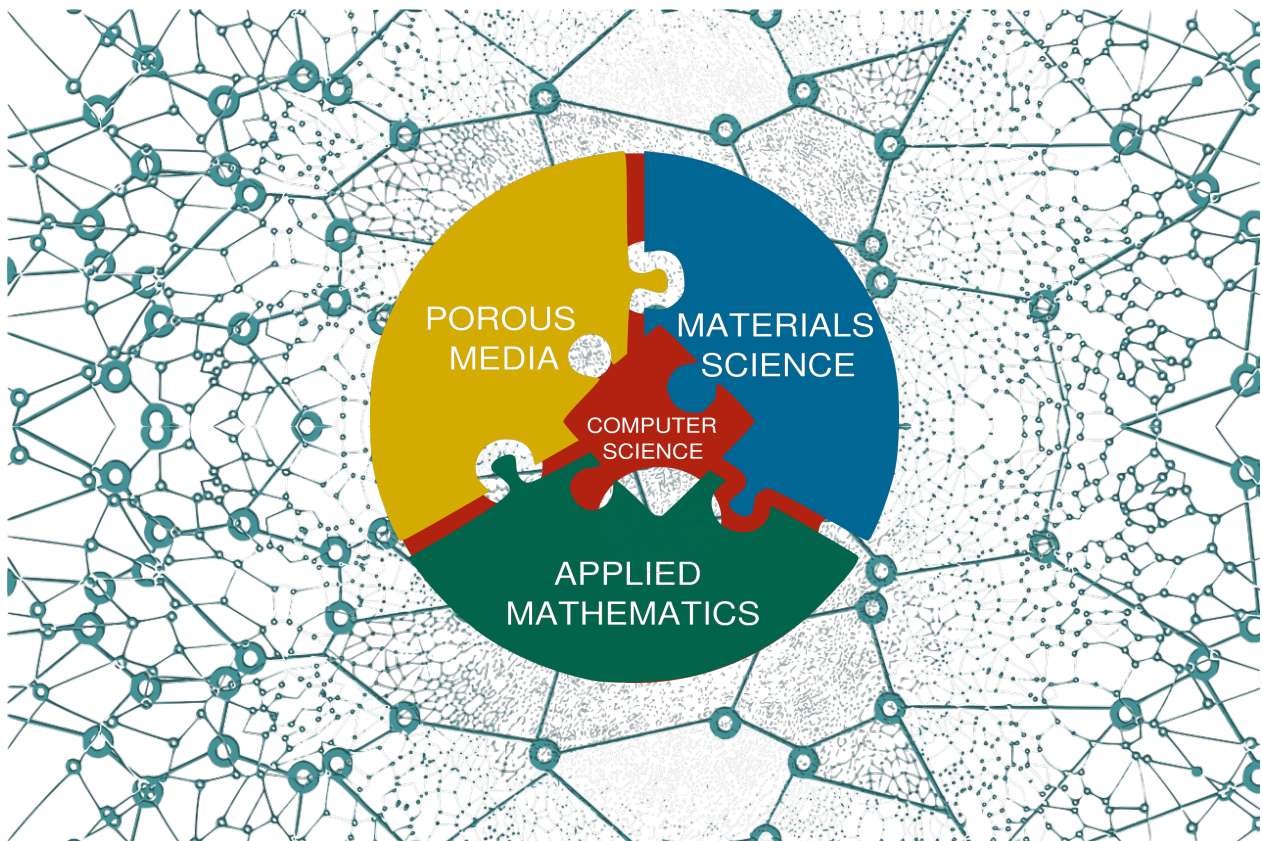 POROUS
MEDIA
MATERIALS
SCIENCE
COMPUTER
SCIENCE
APPLIED
MATHEMATICS